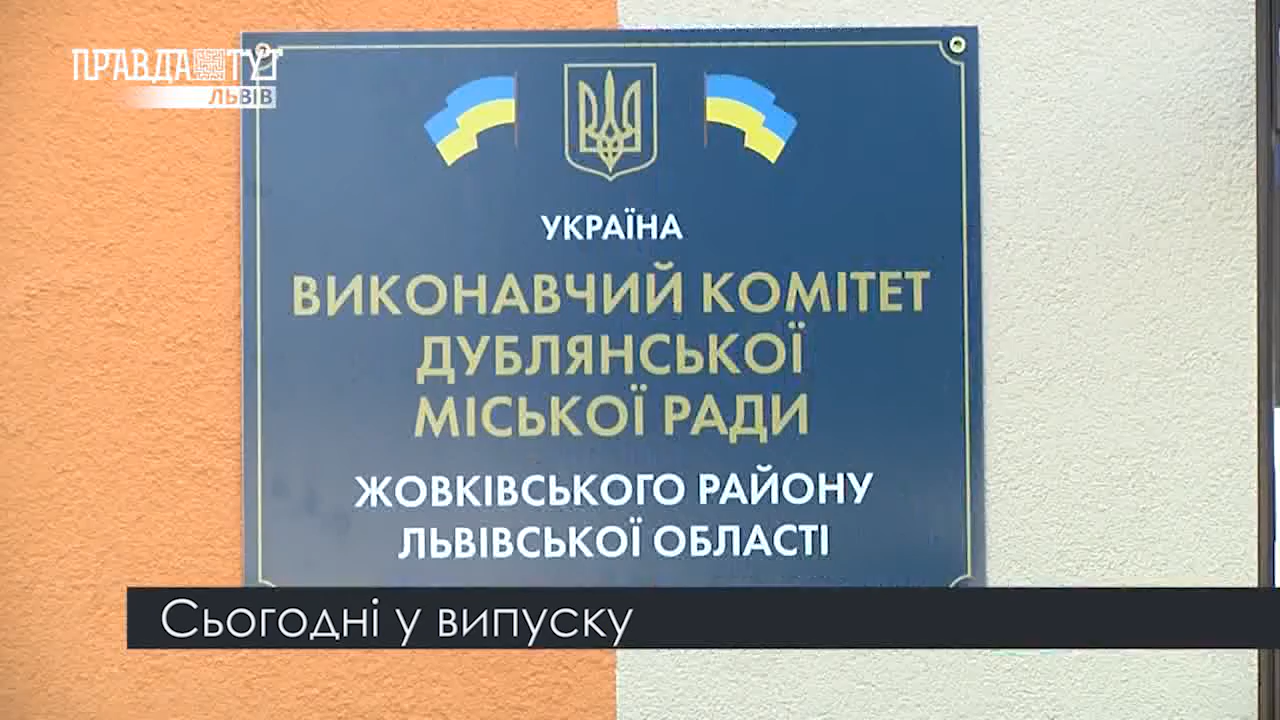 ПРАВДА ТУТ
ЛЬВІВ
УКРАЇНА
ВИКОНАВЧИЙ КОМІТЕТ
ДУБЛЯНСЬКОЇ
МІСЬКОЇ РАДИ
ЖОВКІВСЬКОГО РАЙОНУ
ЛЬВІВСЬКОЇ ОБЛАСТІ
Сьогодні у випуску